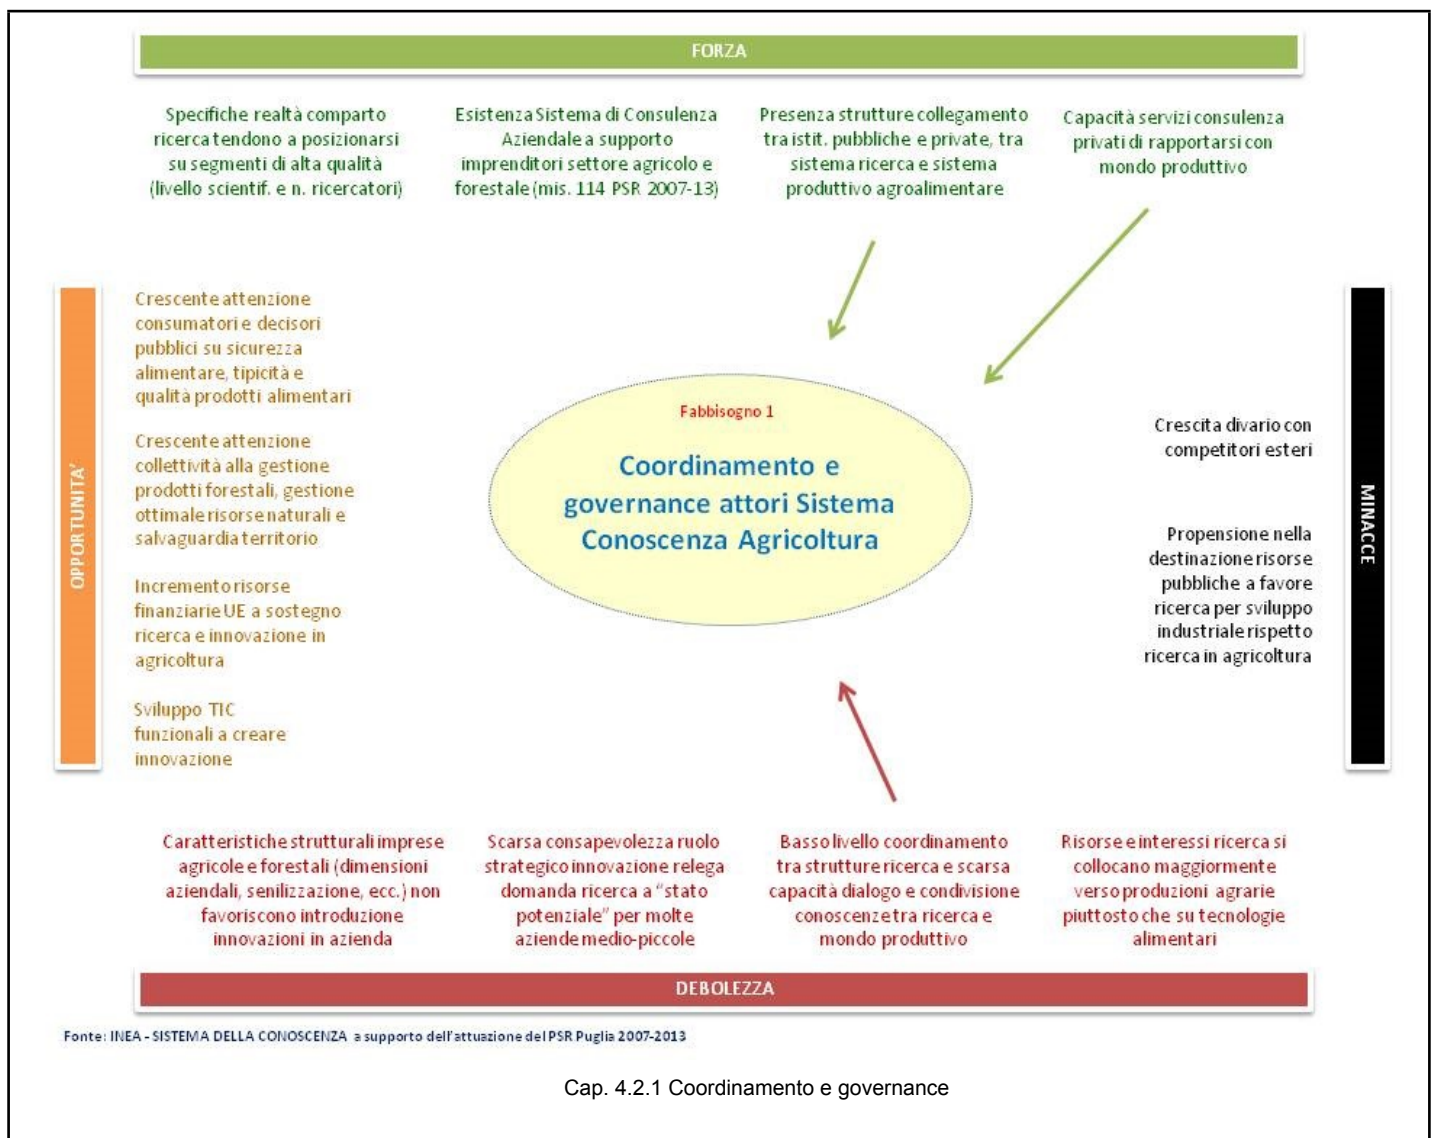 FORZA
Specifiche realtà comparto
ricerca tendono a posizionarsi
su segmenti di alta qualità
(livello scientif. e n. ricercatori)
Esistenza Sistema di Consulenza
Aziendale a supporto
imprenditori settore agricolo e
forestale (mis. 114 PSR 2007-13)
Presenza strutture collegamento
tra istit. pubbliche e private, tra
sistema ricerca e sistema
produttivo agroalimentare
Capacità servizi consulenza
privati di rapportarsi con
mondo produttivo
OPPORTUNITA'
Crescente attenzione
consumatori e decisori
pubblici su sicurezza
alimentare, tipicità e
qualità prodotti alimentari
Crescente attenzione
collettività alla gestione
prodotti forestali, gestione
ottimale risorse naturali e
salvaguardia territorio
Incremento risorse
finanziarie UE a sostegno
ricerca e innovazione in
agricoltura
Sviluppo TIC
funzionali a creare
innovazione
Fabbisogno 1
Coordinamento e
governance attori Sistema
Conoscenza Agricoltura
Crescita divario con
competitori esteri
Propensione nella
destinazione risorse
pubbliche a favore
ricerca per sviluppo
industriale rispetto
ricerca in agricoltura
MINACCE
Caratteristiche strutturali imprese
agricole e forestali (dimensioni
aziendali, senilizzazione, ecc.) non
favoriscono introduzione
innovazioni in azienda
Scarsa consapevolezza ruolo
strategico innovazione relega
domanda ricerca a "stato
potenziale" per molte
aziende medio-piccole
Basso livello coordinamento
tra strutture ricerca e scarsa
capacità dialogo e condivisione
conoscenze tra ricerca e
mondo produttivo
Risorse e interessi ricerca si
collocano maggiormente
verso produzioni agrarie
piuttosto che su tecnologie
alimentari
DEBOLEZZA
Fonte: INEA - SISTEMA DELLA CONOSCENZA a supporto dell'attuazione del PSR Puglia 2007-2013
Cap. 4.2.1 Coordinamento e governance